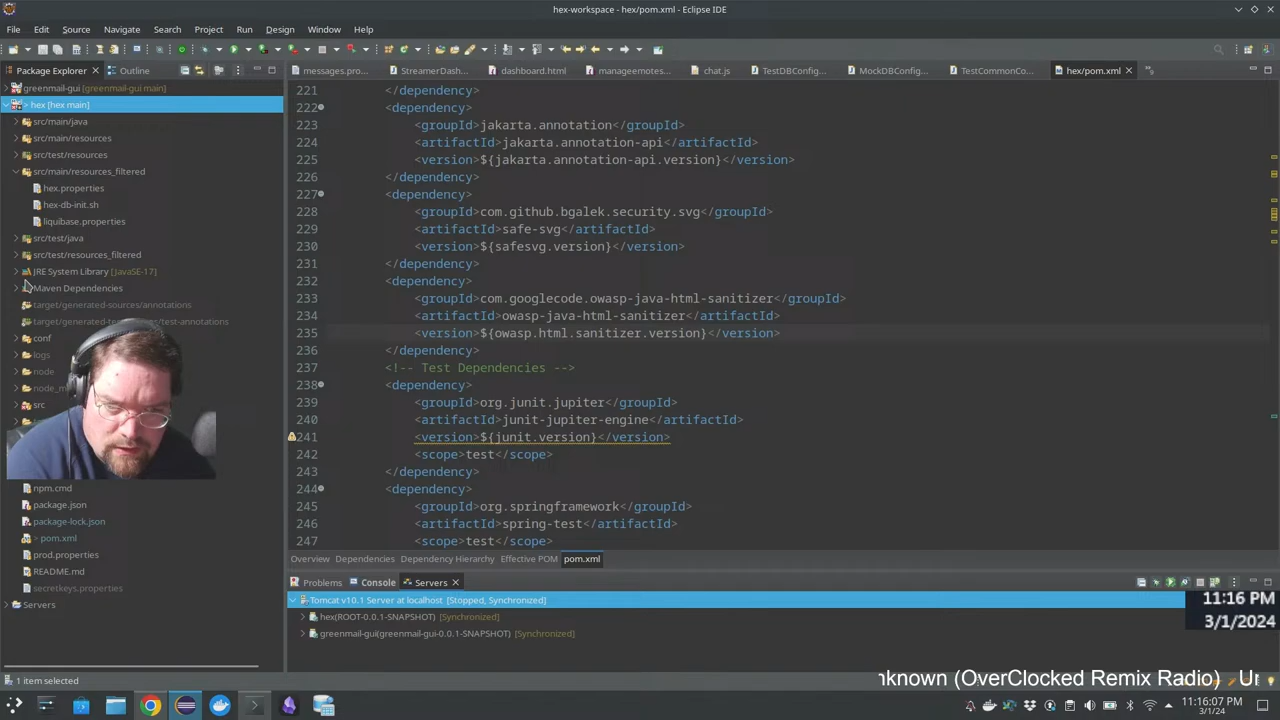 hex-workspace - hex/pom.xml - Eclipse IDE
File Edit Source Navigate Search Project Run Design Window Help
Package Explorer
Outline
messages.pro...
StreamerDash...
dashboard.html
manageemotes...
chat.js
TestDBConfig...
MockDBConfig...
TestCommonCo...
hex/pom.xml
greenmail-gui [greenmail-gui main]
> hex [hex main]
src/main/java
src/main/resources
src/test/resources
src/main/resources_filtered
hex.properties
hex-db-init.sh
liquibase.properties
src/test/java
src/test/resources_filtered
JRE System Library [JavaSE-17]
Maven Dependencies
target/generated-sources/annotations
conf
logs
node
src
npm.cmd
package.json
package-lock.json
> pom.xml
prod.properties
README.md
secretkeys.properties
Servers
221 </dependency>
222 <dependency>
223 <groupId>jakarta.annotation</groupId>
224 <artifactId>jakarta.annotation-api</artifactId>
225 <version>${jakarta.annotation-api.version}</version>
226 </dependency>
227 <dependency>
228 <groupId>com.github.bgalek.security.svg</groupId>
229 <artifactId>safe-svg</artifactId>
230 <version>${safesvg.version}</version>
231 </dependency>
232 <dependency>
233 <groupId>com.googlecode.owasp-java-html-sanitizer</groupId>
234 <artifactId>owasp-java-html-sanitizer</artifactId>
235 <version>${owasp.html.sanitizer.version}</version>
236 </dependency>
237 <!-- Test Dependencies -->
238 <dependency>
239 <groupId>org.junit.jupiter</groupId>
240 <artifactId>junit-jupiter-engine</artifactId>
241 <version>${junit.version}</version>
242 <scope>test</scope>
243 </dependency>
244 <dependency>
245 <groupId>org.springframework</groupId>
246 <artifactId>spring-test</artifactId>
247 <scope>test</scope>
Overview Dependencies Dependency Hierarchy Effective POM pom.xml
Problems Console Servers
Tomcat v10.1 Server at localhost [Stopped, Synchronized]
hex(ROOT-0.0.1-SNAPSHOT) [Synchronized]
greenmail-gui(greenmail-gui-0.0.1-SNAPSHOT) [Synchronized]
11:16 PM
3/1/2024
1 item selected
nknown (OverClocked Remix Radio) - U
11:16:07 PM
3/1/24